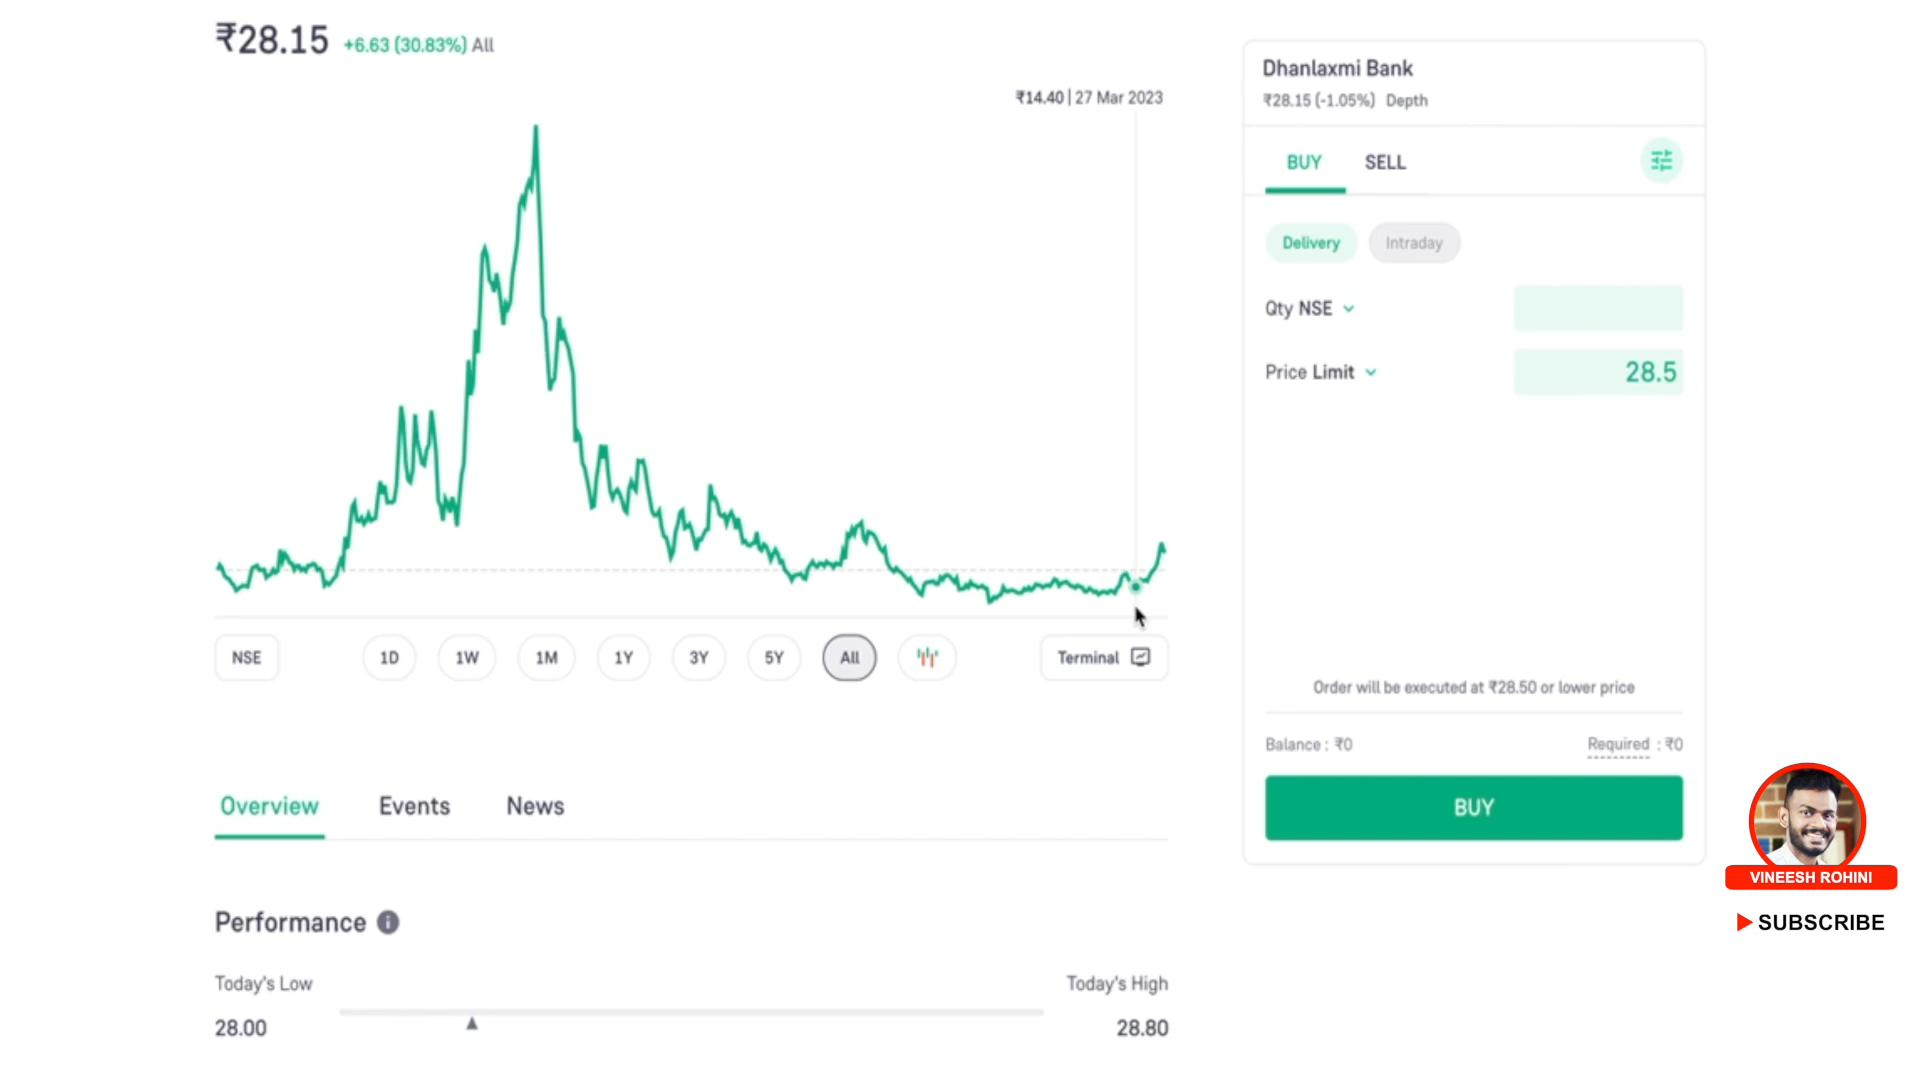 ₹28.15 +6.63 (30.83%) All
₹14.40 | 27 Mar 2023
NSE 1D 1W 1M 1Y 3Y 5Y All Terminal
Overview Events News
Performance
Today's Low Today's High
28.00 28.80
Dhanlaxmi Bank
₹28.15 (-1.05%) Depth
BUY SELL
Delivery Intraday
Qty NSE
Price Limit 28.5
Order will be executed at ₹28.50 or lower price
Balance : ₹0 Required : ₹0
BUY
VINEESH ROHINI
SUBSCRIBE